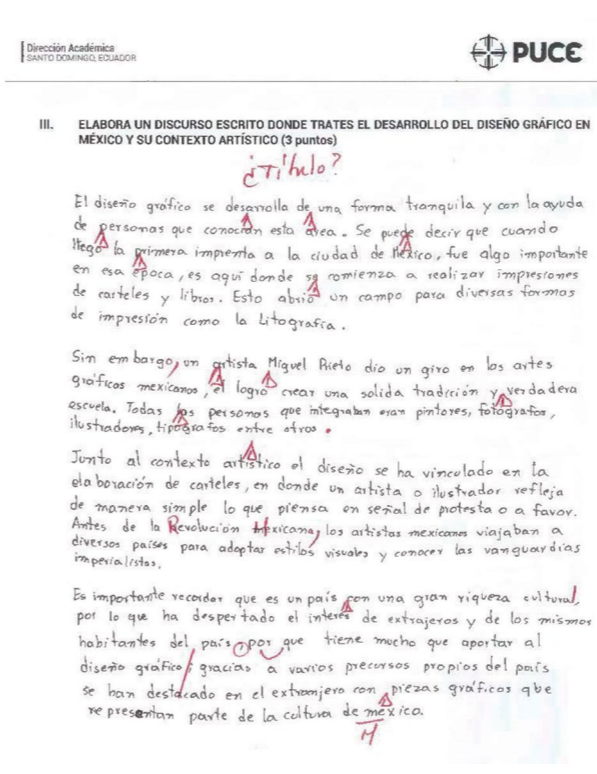 Dirección Académica
SANTO DOMINGO, ECUADOR
PUCE
III. ELABORA UN DISCURSO ESCRITO DONDE TRATES EL DESARROLLO DEL DISEÑO GRÁFICO EN
MÉXICO Y SU CONTEXTO ARTÍSTICO (3 puntos)
¿Título?
El diseño gráfico se desarrolla de una forma tranquila y con la ayuda
de personas que conocían esta área. Se puede decir que cuando
llegó la primera imprenta a la ciudad de México, fue algo importante
en esa época, es aquí donde se comienza a realizar impresiones
de carteles y libros. Esto abrió un campo para diversas formas
de impresión como la Litografía.
Sin embargo, un artista Miguel Prieto dio un giro en las artes
gráficas mexicanas, él logró crear una solida tradición y verdadera
escuela. Todas las personas que integraban eran pintores, fotógrafos,
ilustradores, tipógrafos entre otros.
Junto al contexto artístico el diseño se ha vinculado en la
elaboración de carteles, en donde un artista o ilustrador refleja
de manera simple lo que piensa en señal de protesta o a favor.
Antes de la Revolución Mexicana, los artistas mexicanos viajaban a
diversos países para adoptar estilos visuales y conocer las vanguardias
imperialistas.
Es importante recordar que es un país con una gran riqueza cultural,
por lo que ha despertado el interés de extrajeros y de los mismos
habitantes del país, por que tiene mucho que aportar al
diseño gráfico, gracias a varios precursos propios del país
se han destacado en el extranjero con piezas gráficas que
representan parte de la cultura de méxico.
M